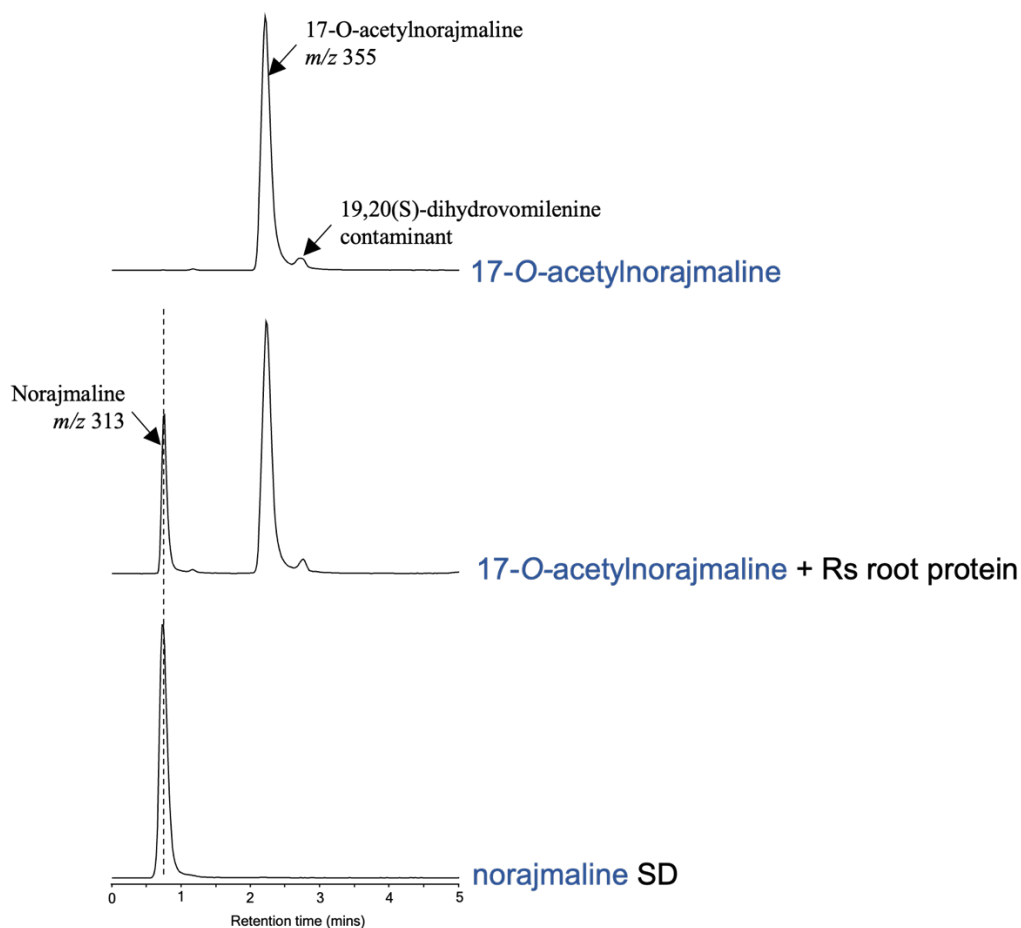 17-O-acetylnorajmaline
m/z 355
19,20(S)-dihydrovomilenine
contaminant
17-O-acetylnorajmaline
Norajmaline
m/z 313
17-O-acetylnorajmaline + Rs root protein
norajmaline SD
0 1 2 3 4 5
Retention time (mins)